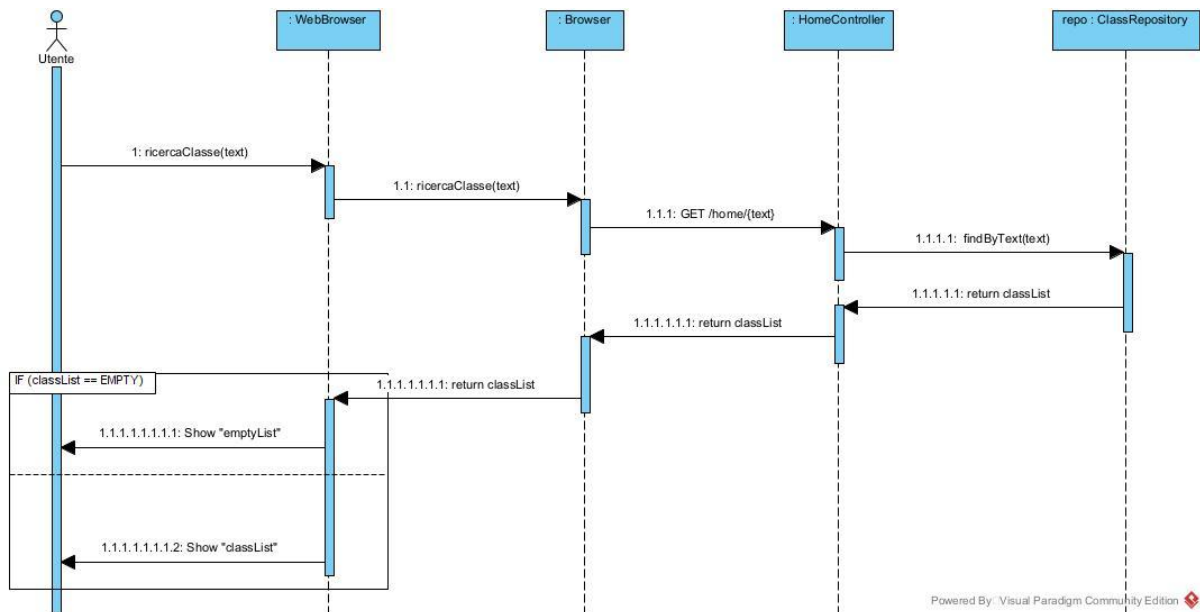 : WebBrowser
: Browser
: HomeController
repo : ClassRepository
Utente
1: ricercaClasse(text)
1.1: ricercaClasse(text)
1.1.1: GET /home/{text}
1.1.1.1: findByText(text)
1.1.1.1.1: return classList
1.1.1.1.1.1: return classList
IF (classList == EMPTY)
1.1.1.1.1.1.1: return classList
1.1.1.1.1.1.1.1: Show "emptyList"
1.1.1.1.1.1.1.2: Show "classList"
Powered By Visual Paradigm Community Edition